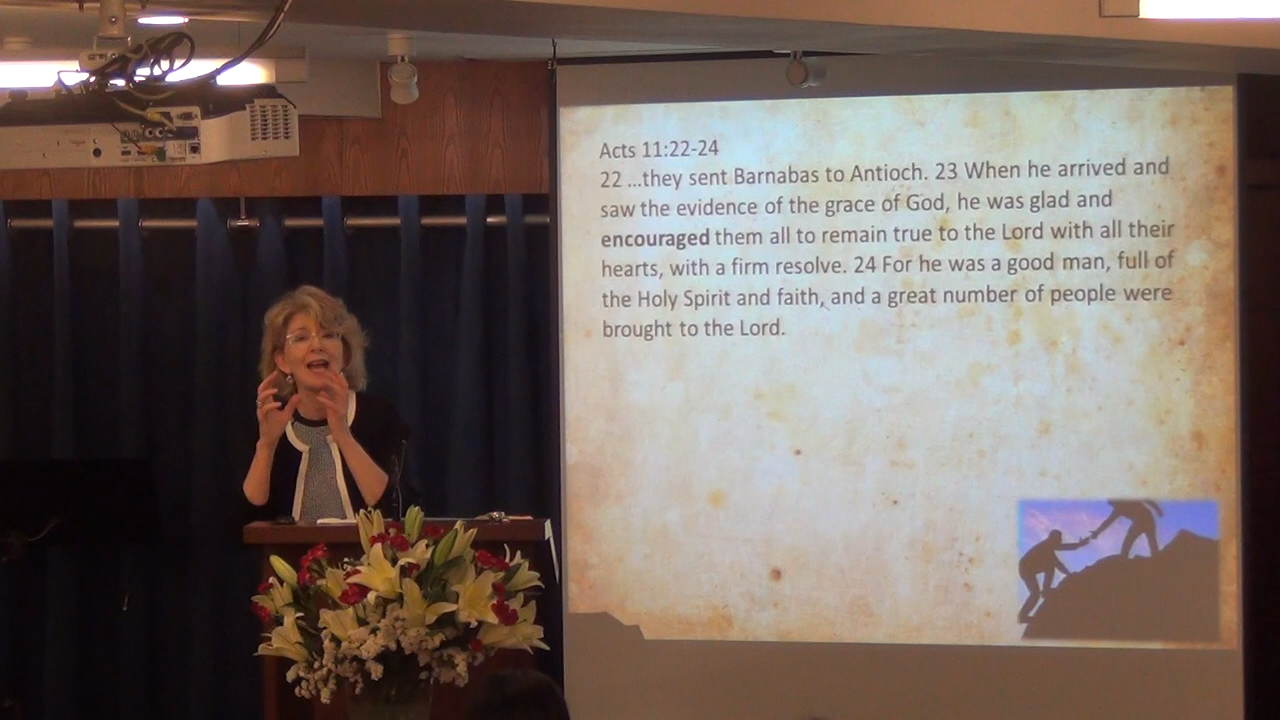 Acts 11:22-24
22 ...they sent Barnabas to Antioch. 23 When he arrived and
saw the evidence of the grace of God, he was glad and
encouraged them all to remain true to the Lord with all their
hearts, with a firm resolve. 24 For he was a good man, full of
the Holy Spirit and faith, and a great number of people were
brought to the Lord.